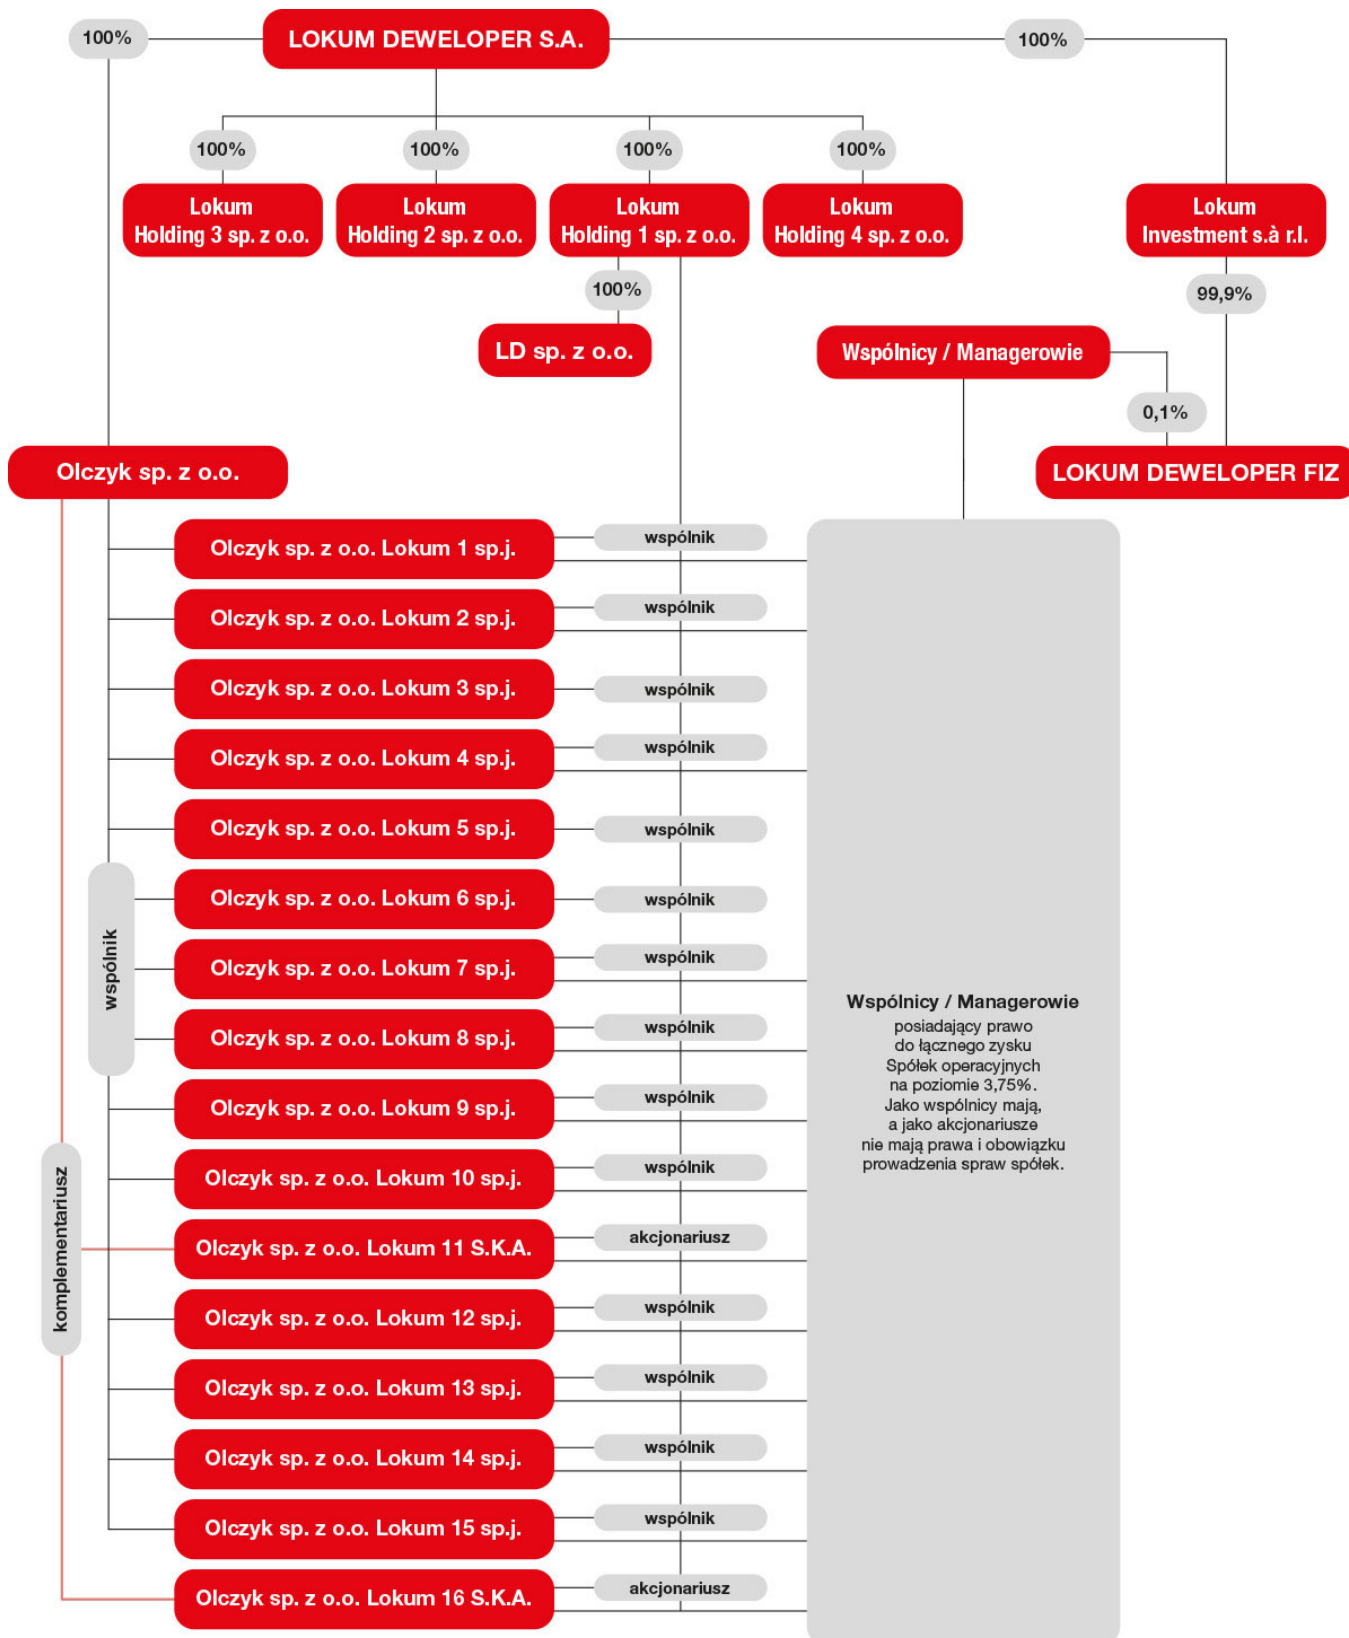 100%
LOKUM DEWELOPER S.A.
100%
100%
100%
100%
100%
Lokum
Holding 3 sp. z o.o.
Lokum
Holding 2 sp. z o.o.
Lokum
Holding 1 sp. z o.o.
Lokum
Holding 4 sp. z o.o.
Lokum
Investment s.à r.l.
100%
99,9%
LD sp. z o.o.
Wspólnicy / Managerowie
0,1%
Olczyk sp. z o.o.
LOKUM DEWELOPER FIZ
Olczyk sp. z o.o. Lokum 1 sp.j.
wspólnik
Olczyk sp. z o.o. Lokum 2 sp.j.
wspólnik
Olczyk sp. z o.o. Lokum 3 sp.j.
wspólnik
Olczyk sp. z o.o. Lokum 4 sp.j.
wspólnik
Olczyk sp. z o.o. Lokum 5 sp.j.
wspólnik
Olczyk sp. z o.o. Lokum 6 sp.j.
wspólnik
Olczyk sp. z o.o. Lokum 7 sp.j.
wspólnik
Olczyk sp. z o.o. Lokum 8 sp.j.
wspólnik
Olczyk sp. z o.o. Lokum 9 sp.j.
wspólnik
Olczyk sp. z o.o. Lokum 10 sp.j.
wspólnik
Olczyk sp. z o.o. Lokum 11 S.K.A.
akcjonariusz
Olczyk sp. z o.o. Lokum 12 sp.j.
wspólnik
Olczyk sp. z o.o. Lokum 13 sp.j.
wspólnik
Olczyk sp. z o.o. Lokum 14 sp.j.
wspólnik
Olczyk sp. z o.o. Lokum 15 sp.j.
wspólnik
Olczyk sp. z o.o. Lokum 16 S.K.A.
akcjonariusz
wspólnik
komplementariusz
Wspólnicy / Managerowie
posiadający prawo
do łącznego zysku
Spółek operacyjnych
na poziomie 3,75%.
Jako wspólnicy mają,
a jako akcjonariusze
nie mają prawa i obowiązku
prowadzenia spraw spółek.